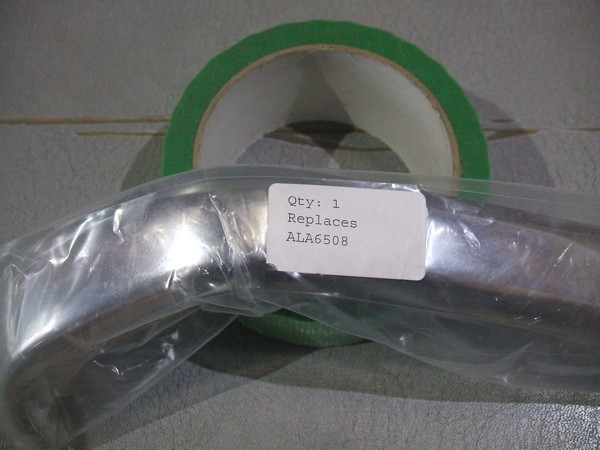 Qty: 1
Replaces
ALA6508